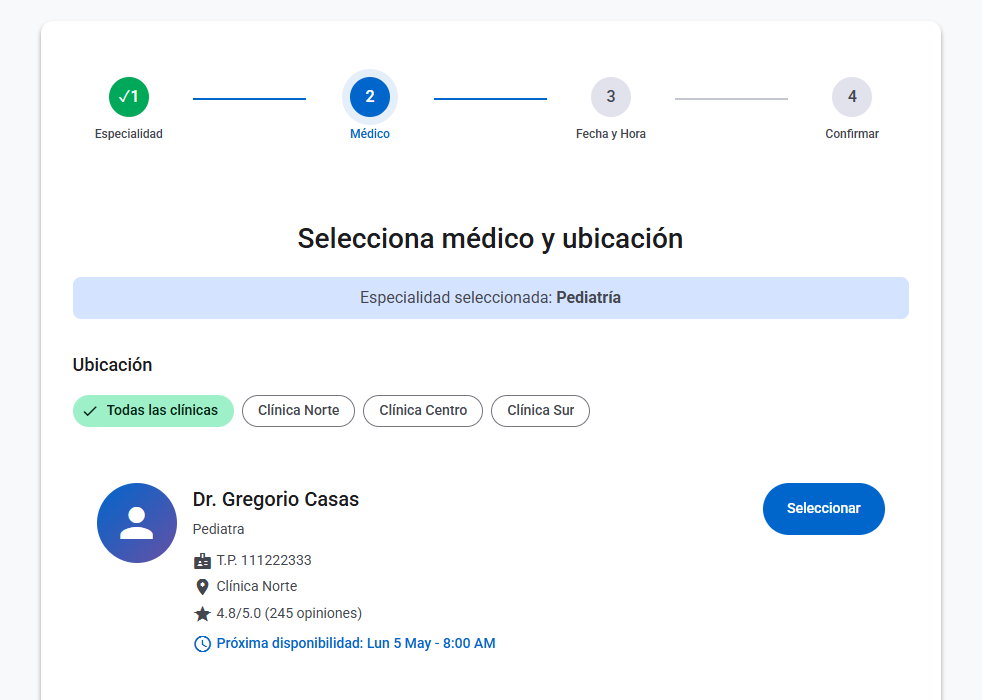 ✓1
2
3
4
Especialidad
Médico
Fecha y Hora
Confirmar
Selecciona médico y ubicación
Especialidad seleccionada: Pediatría
Ubicación
Todas las clínicas
Clínica Norte
Clínica Centro
Clínica Sur
Dr. Gregorio Casas
Seleccionar
Pediatra
T.P. 111222333
Clínica Norte
4.8/5.0 (245 opiniones)
Próxima disponibilidad: Lun 5 May - 8:00 AM